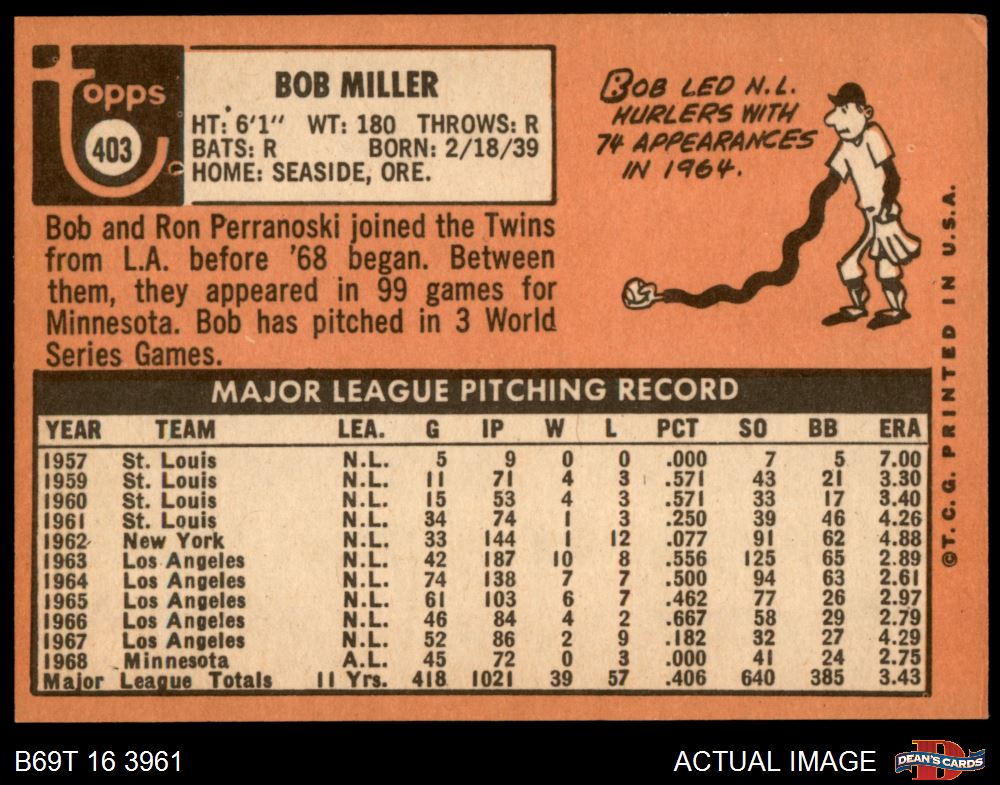 Topps
403
BOB MILLER
HT: 6'1" WT: 180 THROWS: R
BATS: R BORN: 2/18/39
HOME: SEASIDE, ORE.
Bob and Ron Perranoski joined the Twins
from L.A. before '68 began. Between
them, they appeared in 99 games for
Minnesota. Bob has pitched in 3 World
Series Games.
BOB LED N.L.
HURLERS WITH
74 APPEARANCES
IN 1964.
MAJOR LEAGUE PITCHING RECORD
YEAR TEAM LEA. G IP W L PCT SO BB ERA
1957 St. Louis N.L. 5 9 0 0 .000 7 5 7.00
1959 St. Louis N.L. 11 71 4 3 .571 43 21 3.30
1960 St. Louis N.L. 15 53 4 3 .571 33 17 3.40
1961 St. Louis N.L. 34 74 1 3 .250 39 46 4.26
1962 New York N.L. 33 144 1 12 .077 91 62 4.88
1963 Los Angeles N.L. 42 187 10 8 .556 125 65 2.89
1964 Los Angeles N.L. 74 138 7 7 .500 94 63 2.61
1965 Los Angeles N.L. 61 103 6 7 .462 77 26 2.97
1966 Los Angeles N.L. 46 84 4 2 .667 58 29 2.79
1967 Los Angeles N.L. 52 86 2 9 .182 32 27 4.29
1968 Minnesota A.L. 45 72 0 3 .000 41 24 2.75
Major League Totals 11 Yrs. 418 1021 39 57 .406 640 385 3.43
©T.C.G. PRINTED IN U.S.A.
B69T 16 3961
ACTUAL IMAGE
DEAN'S CARDS